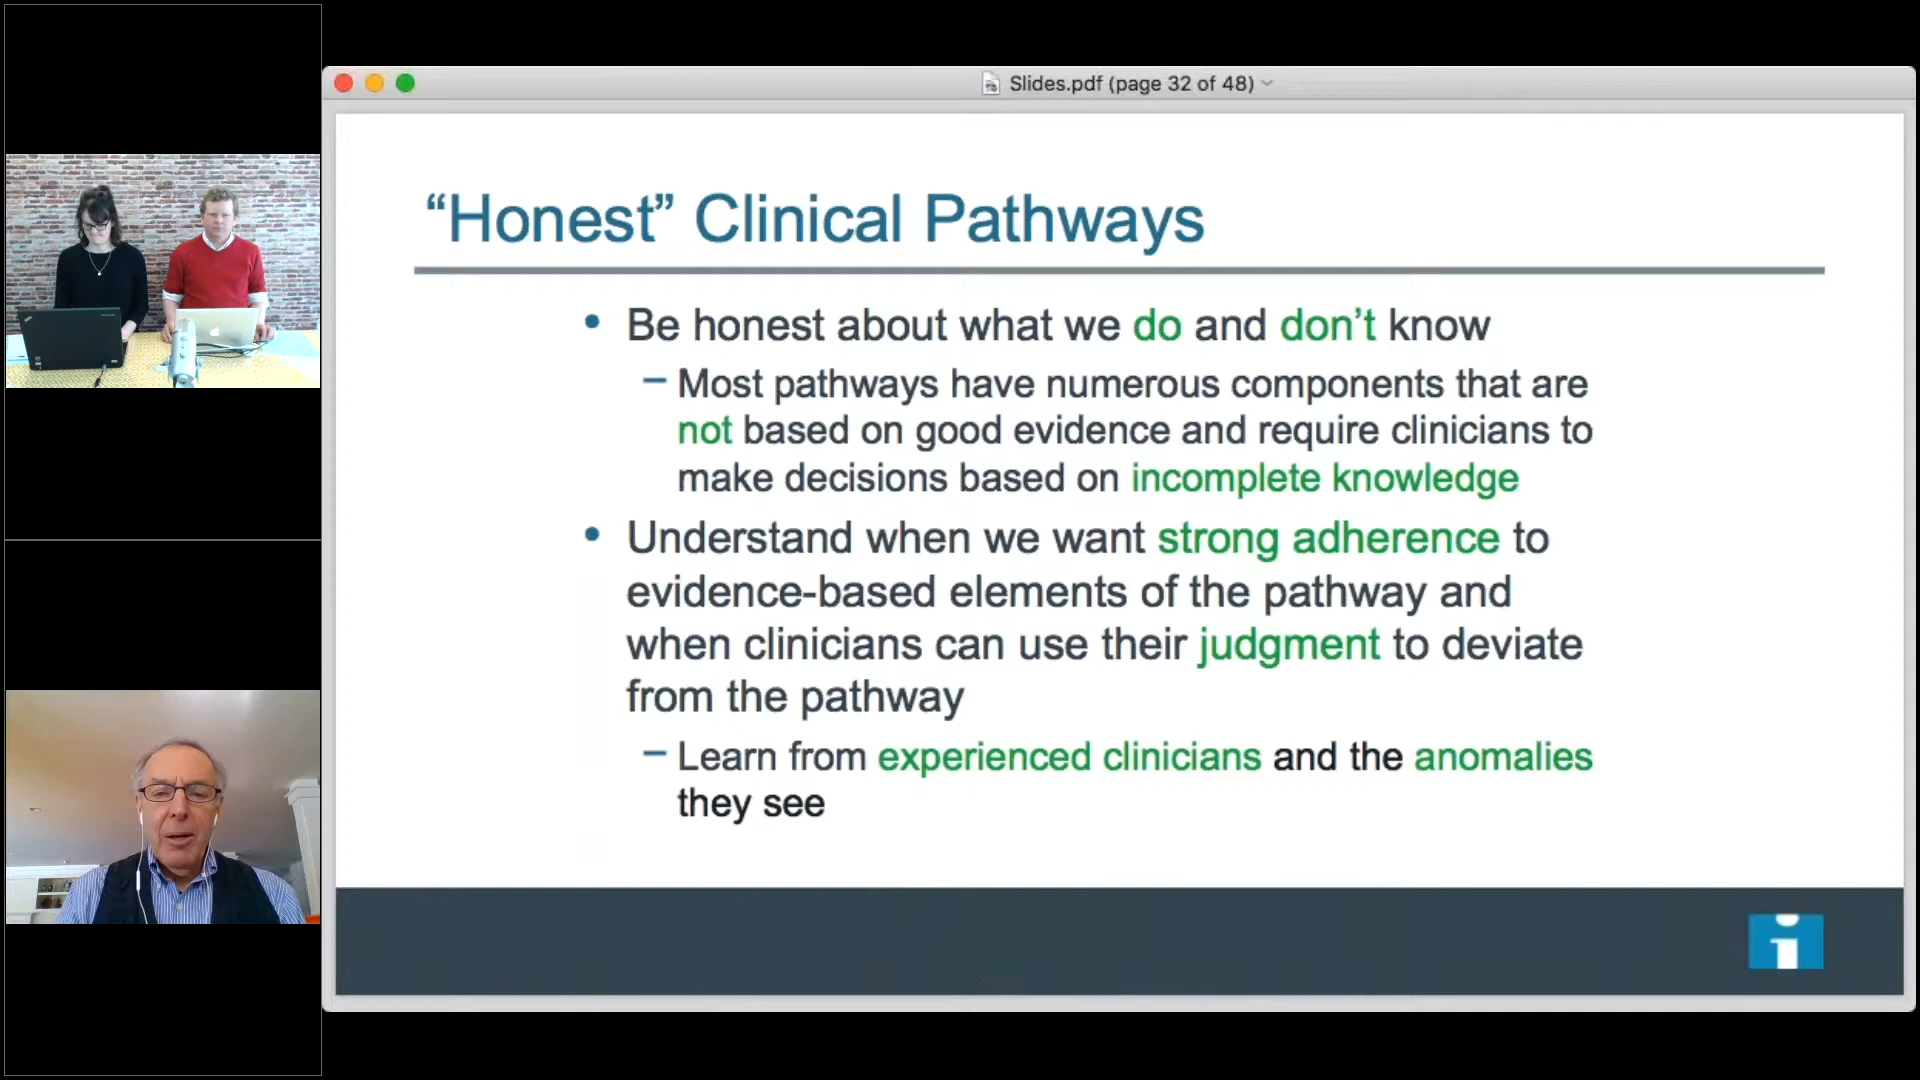 Slides.pdf (page 32 of 48)
“Honest” Clinical Pathways
• Be honest about what we do and don’t know
– Most pathways have numerous components that are
not based on good evidence and require clinicians to
make decisions based on incomplete knowledge
• Understand when we want strong adherence to
evidence-based elements of the pathway and
when clinicians can use their judgment to deviate
from the pathway
– Learn from experienced clinicians and the anomalies
they see
i